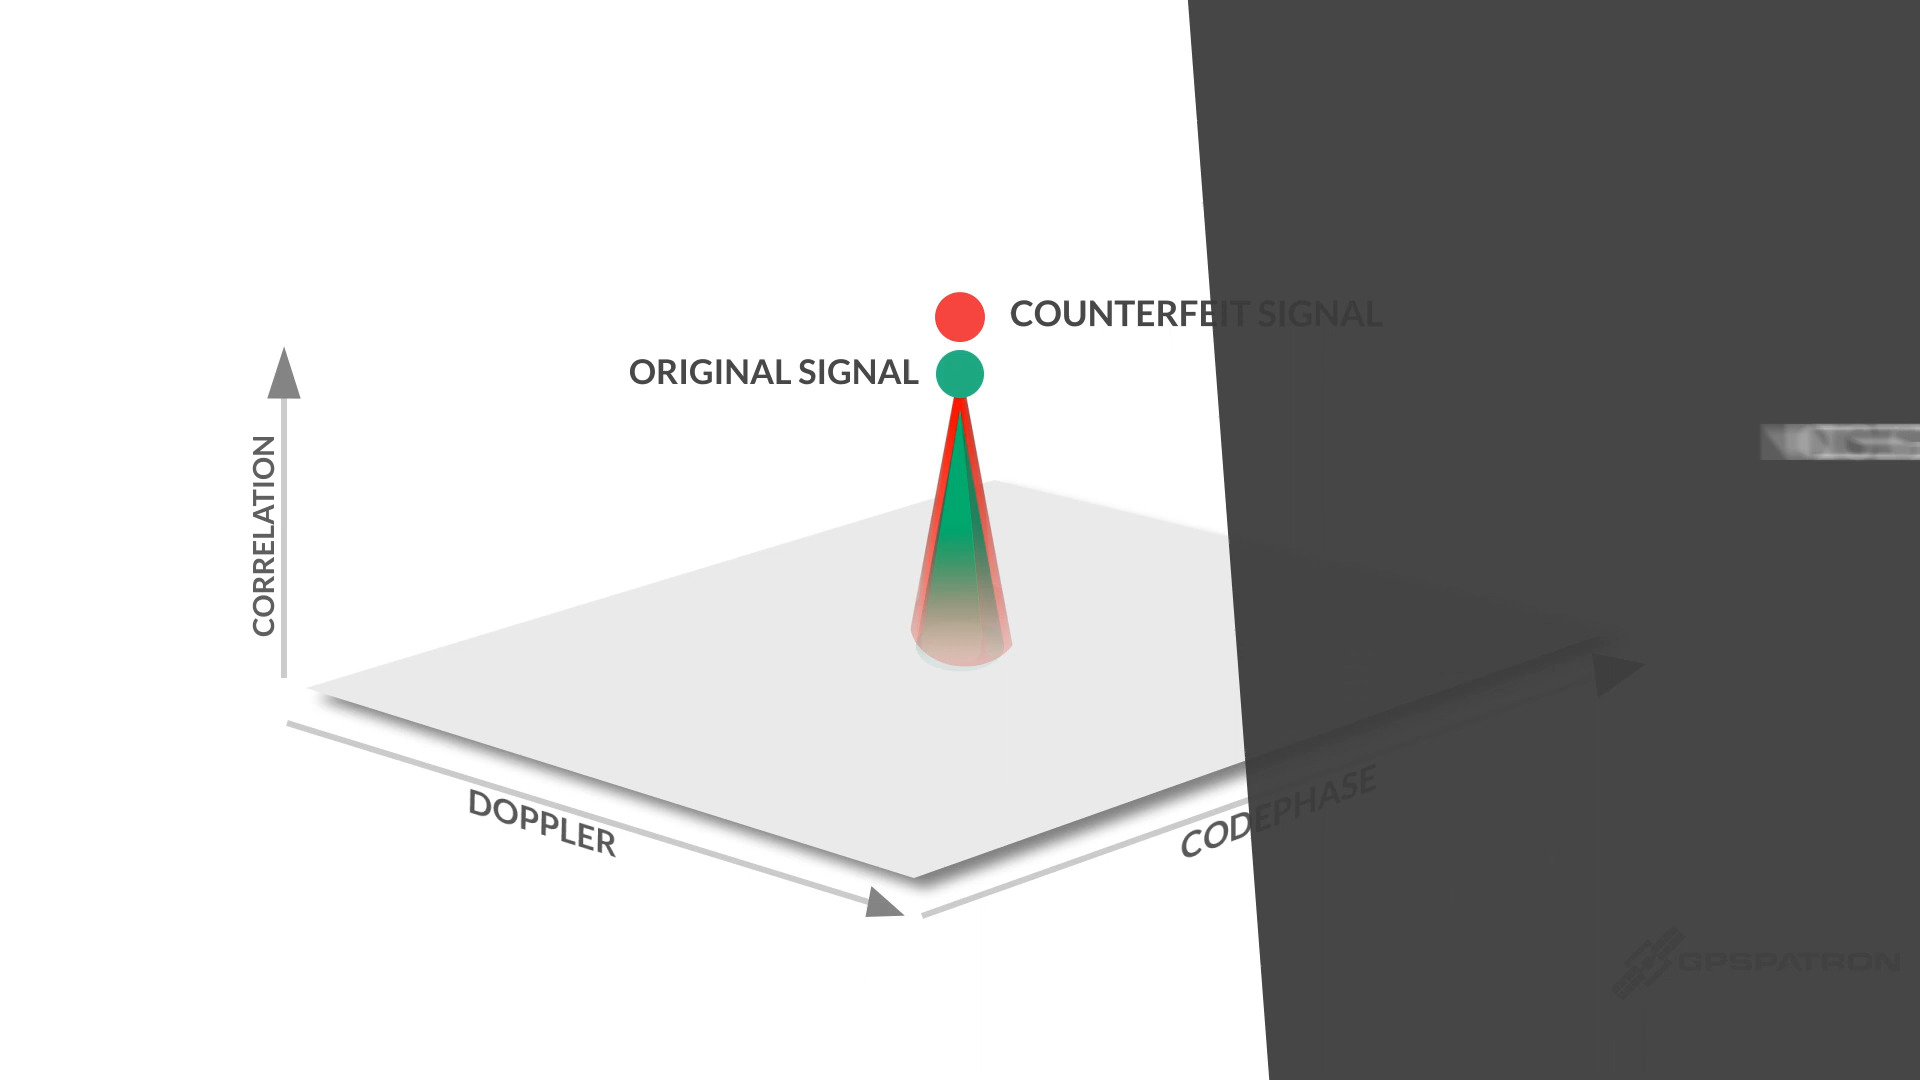 COUNTERFEIT SIGNAL
ORIGINAL SIGNAL
CORRELATION
DOPPLER
CODEPHASE
GPSPATRON